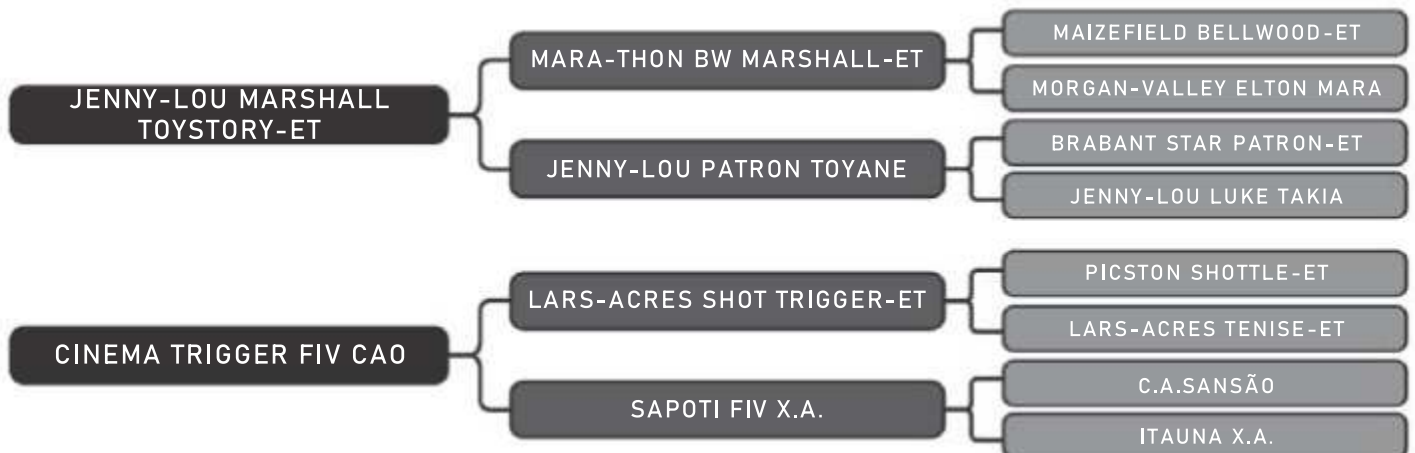 MAIZEFIELD BELLWOOD-ET
MARA-THON BW MARSHALL-ET
MORGAN-VALLEY ELTON MARA
JENNY-LOU MARSHALL
TOYSTORY-ET
BRABANT STAR PATRON-ET
JENNY-LOU PATRON TOYANE
JENNY-LOU LUKE TAKIA
PICSTON SHOTTLE-ET
LARS-ACRES SHOT TRIGGER-ET
LARS-ACRES TENISE-ET
CINEMA TRIGGER FIV CAO
C.A.SANSÃO
SAPOTI FIV X.A.
ITAUNA X.A.